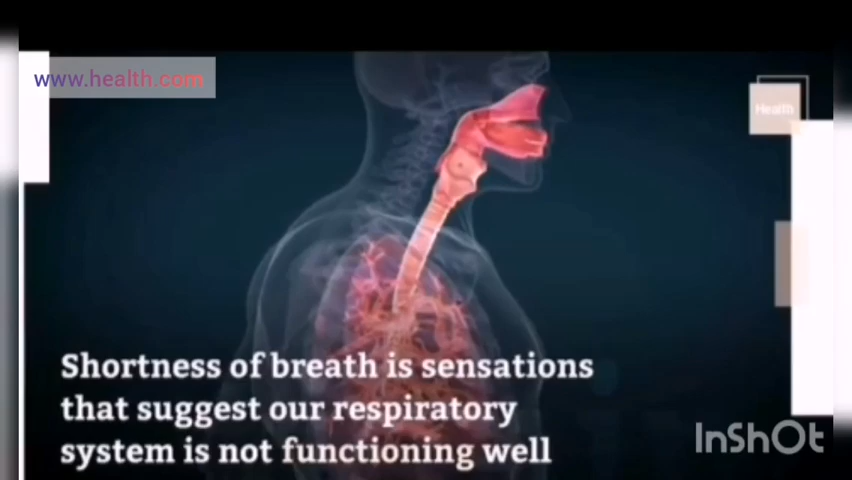 www.health.com
Health
Shortness of breath is sensations
that suggest our respiratory
system is not functioning well
InShOt